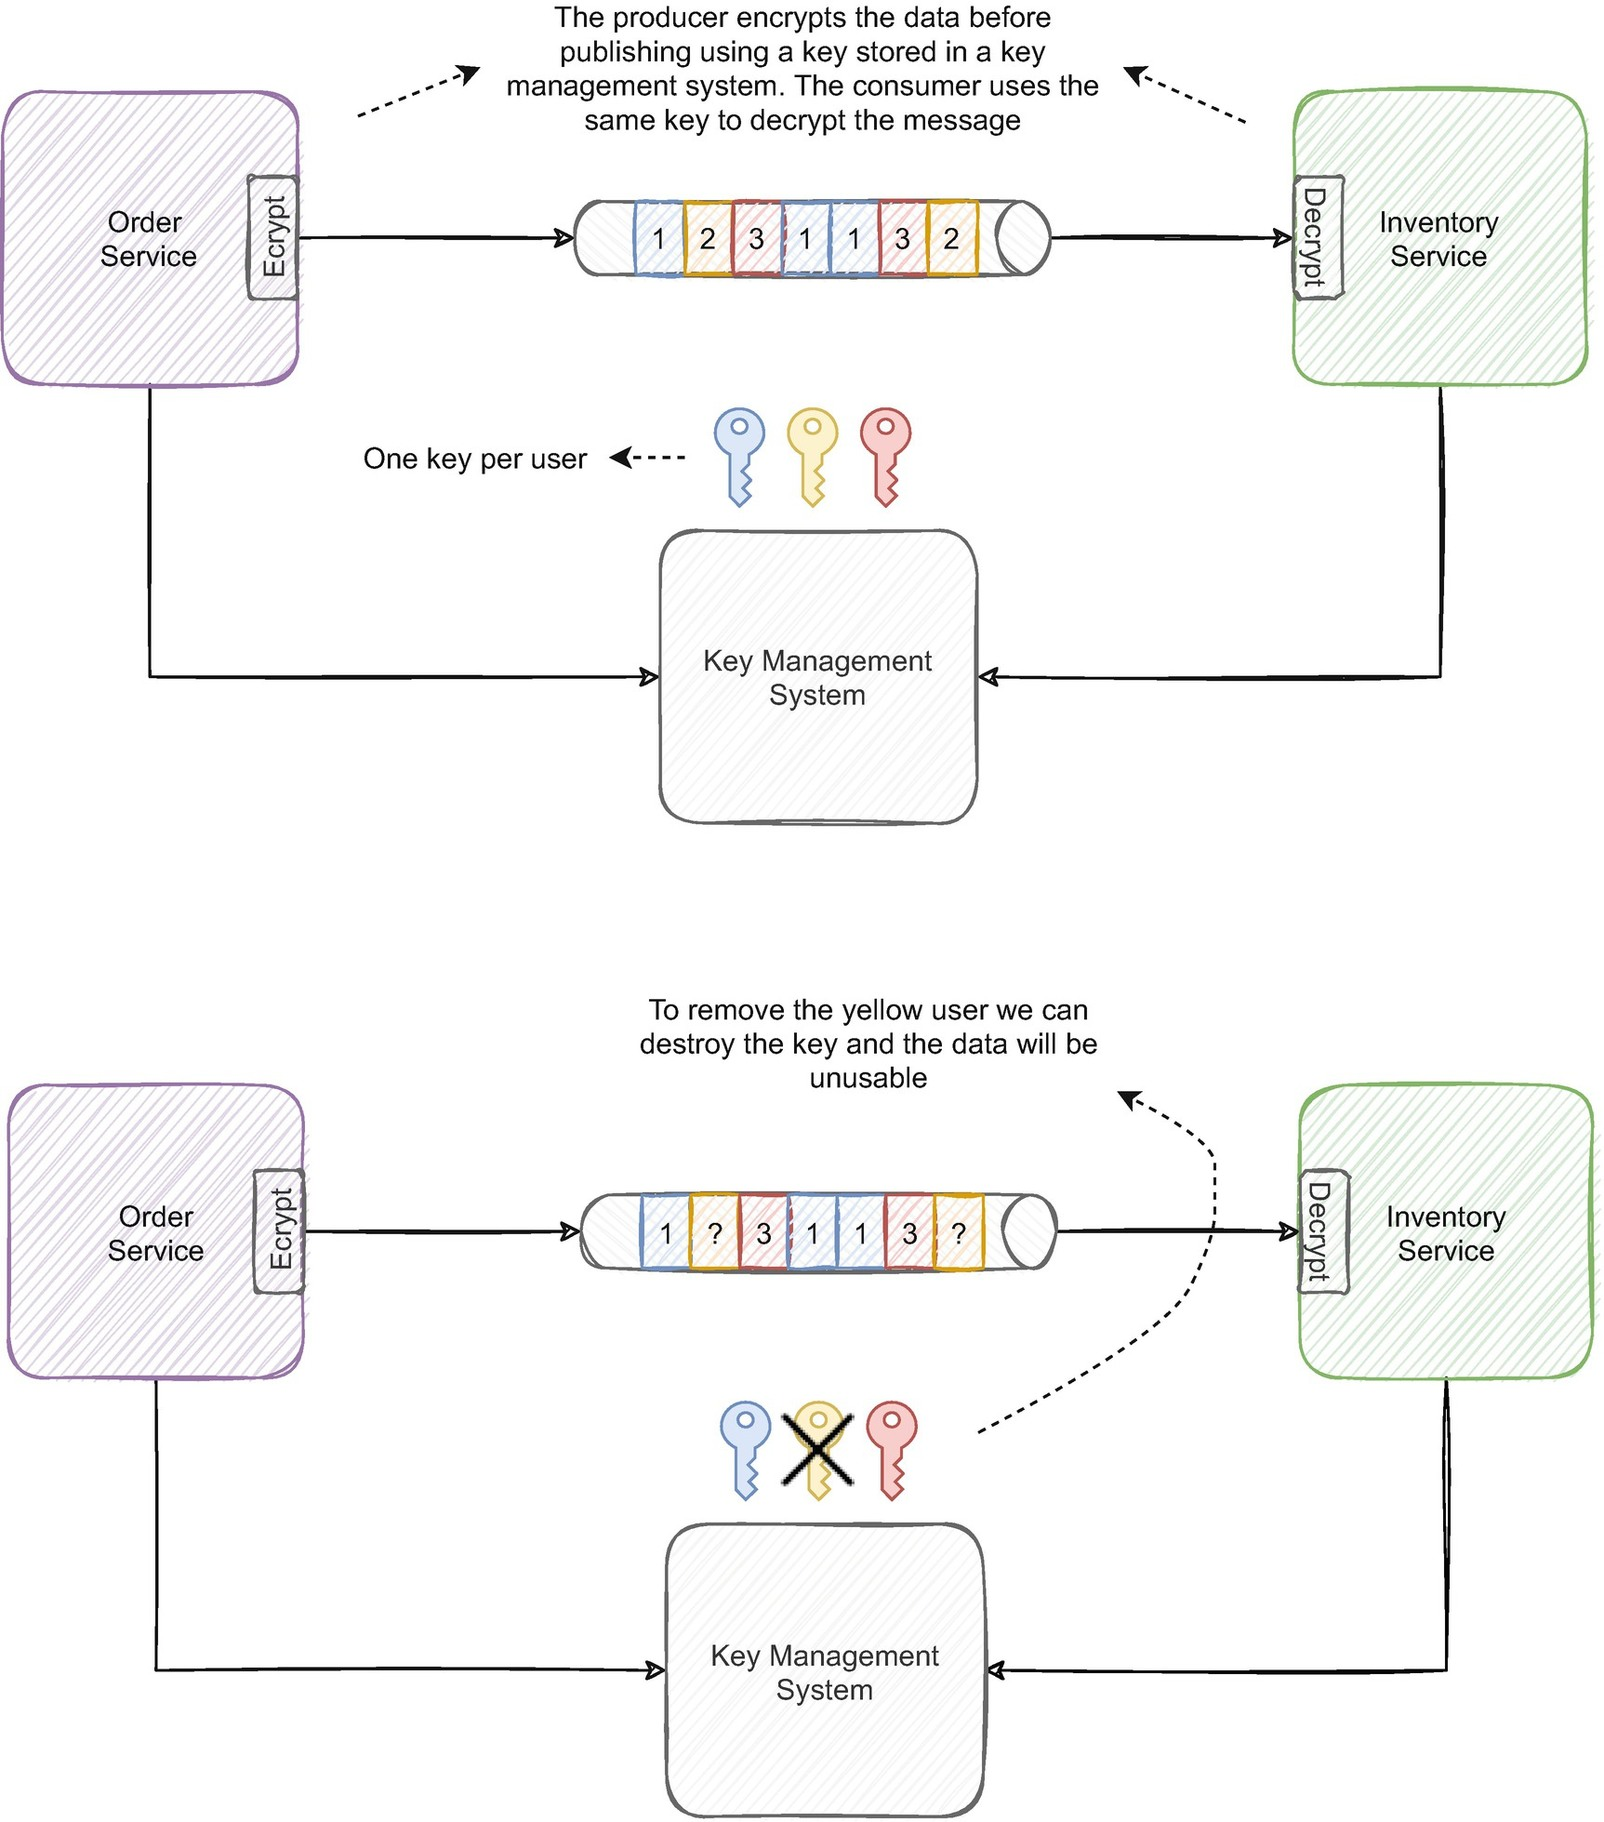 The producer encrypts the data before
publishing using a key stored in a key
management system. The consumer uses the
same key to decrypt the message
Order
Service
Ecrypt
1 2 3 1 1 3 2
Decrypt
Inventory
Service
One key per user
Key Management
System
To remove the yellow user we can
destroy the key and the data will be
unusable
Order
Service
Ecrypt
1 ? 3 1 1 3 ?
Decrypt
Inventory
Service
Key Management
System